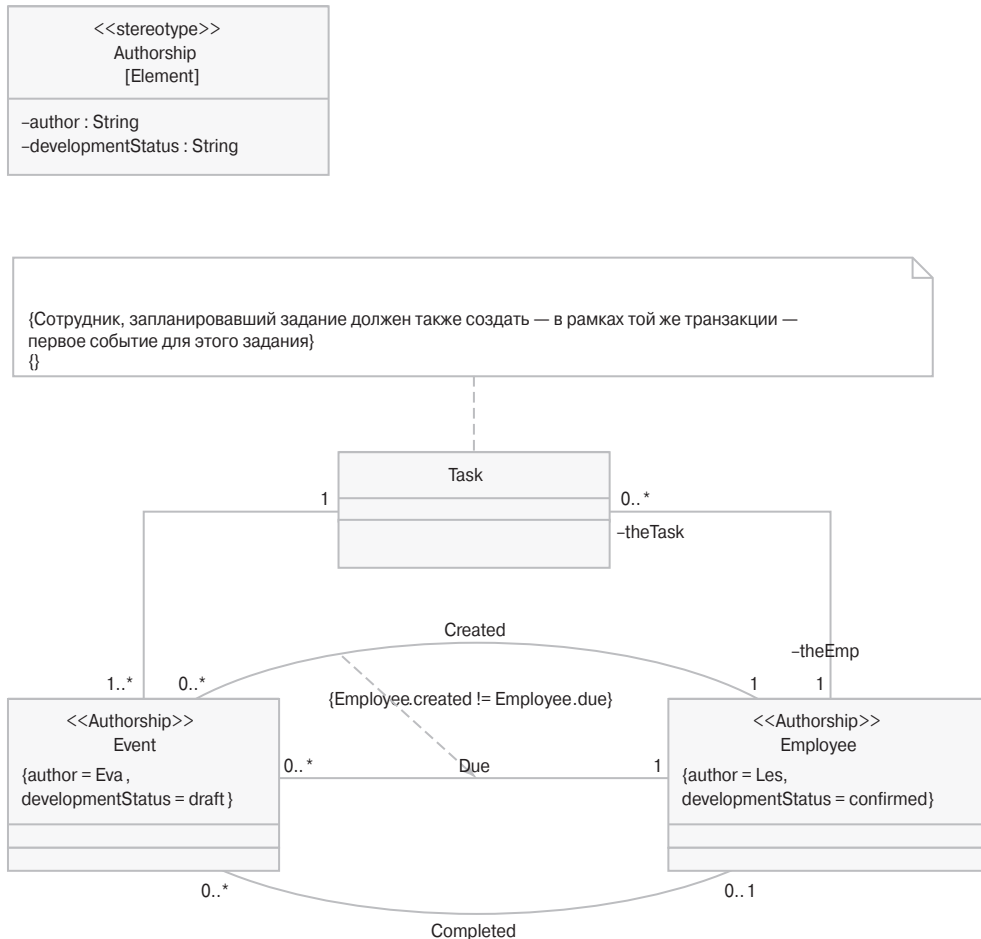 <<stereotype>>
Authorship
[Element]
–author : String
–developmentStatus : String
{Сотрудник, запланировавший задание должен также создать — в рамках той же транзакции —
первое событие для этого задания}
{}
Task
1
0..*
–theTask
Created
–theEmp
1..*
0..*
1
1
{Employee.created != Employee.due}
<<Authorship>>
Event
{author = Eva ,
developmentStatus = draft }
0..*
Due
1
<<Authorship>>
Employee
{author = Les,
developmentStatus = confirmed}
0..*
0..1
Completed